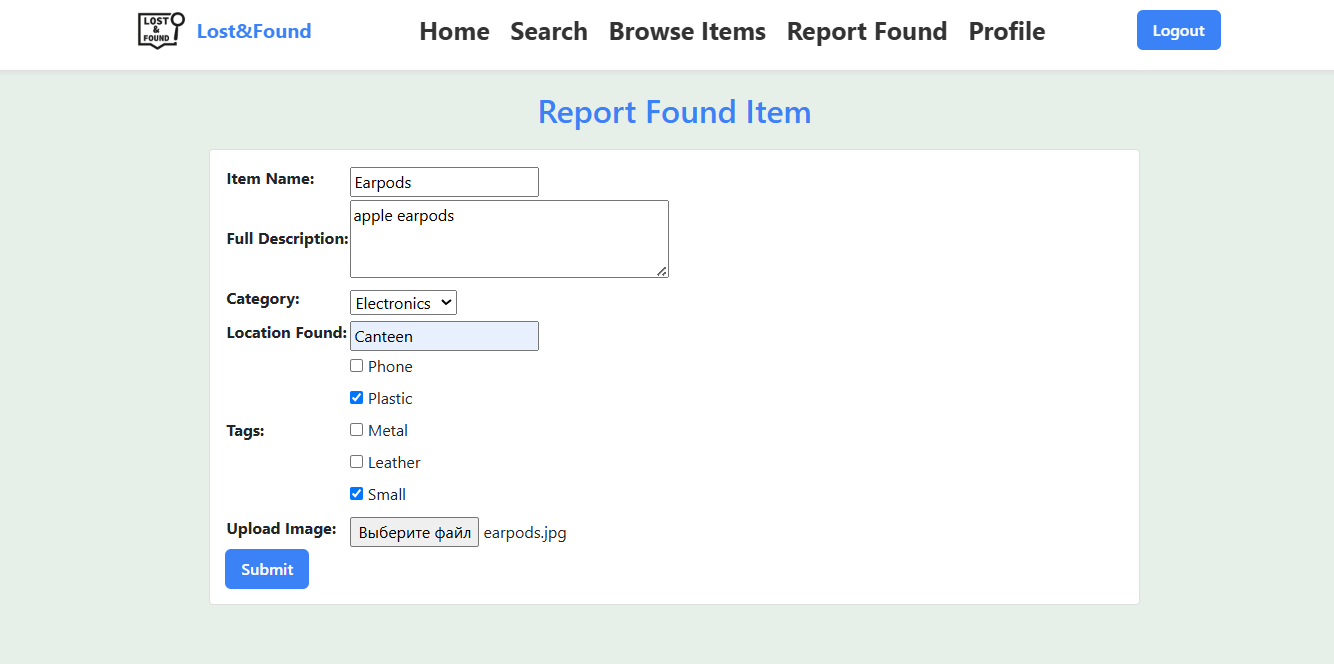 LOST
&
FOUND
Lost&Found
Home Search Browse Items Report Found Profile
Logout
Report Found Item
Item Name: Earpods
Full Description: apple earpods
Category: Electronics
Location Found: Canteen
Tags:
Phone
Plastic
Metal
Leather
Small
Upload Image: Выберите файл earpods.jpg
Submit